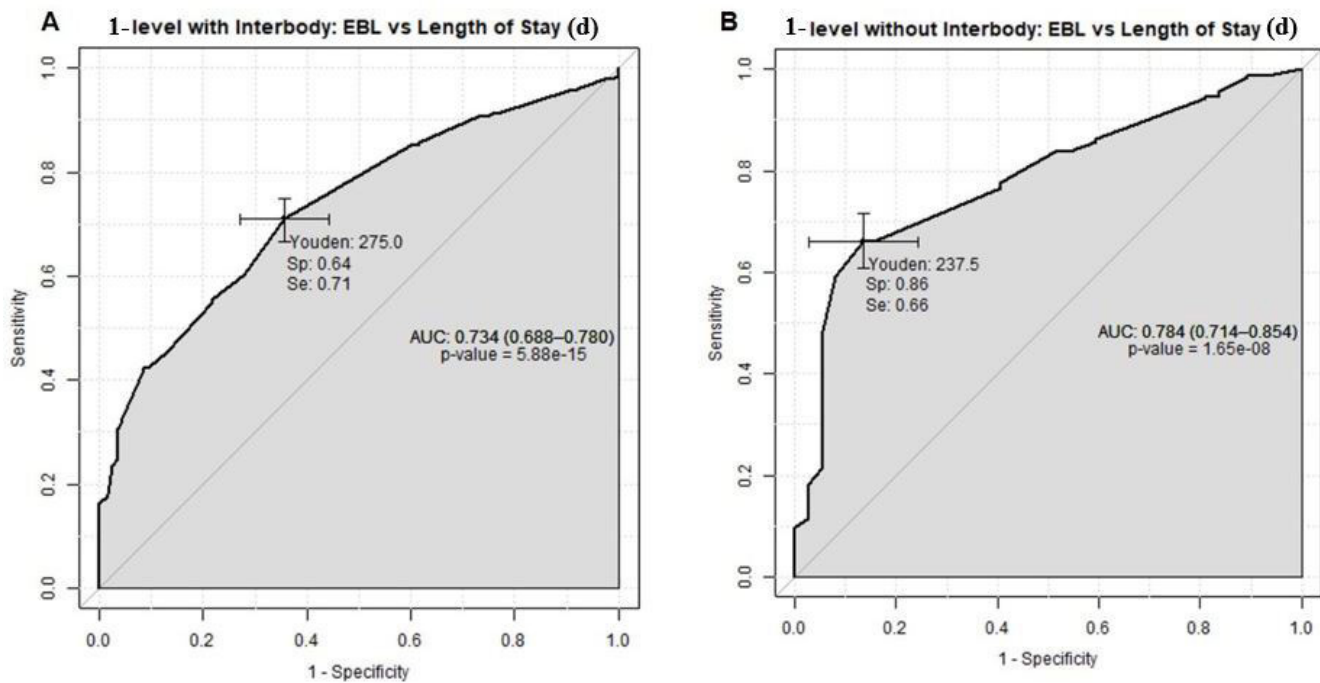 A
1-level with Interbody: EBL vs Length of Stay (d)
1.0
0.8
0.6
0.4
0.2
0.0
Sensitivity
Youden: 275.0
Sp: 0.64
Se: 0.71
AUC: 0.734 (0.688–0.780)
p-value = 5.88e-15
0.0 0.2 0.4 0.6 0.8 1.0
1 - Specificity
B
1-level without Interbody: EBL vs Length of Stay (d)
1.0
0.8
0.6
0.4
0.2
0.0
Sensitivity
Youden: 237.5
Sp: 0.86
Se: 0.66
AUC: 0.784 (0.714–0.854)
p-value = 1.65e-08
0.0 0.2 0.4 0.6 0.8 1.0
1 - Specificity